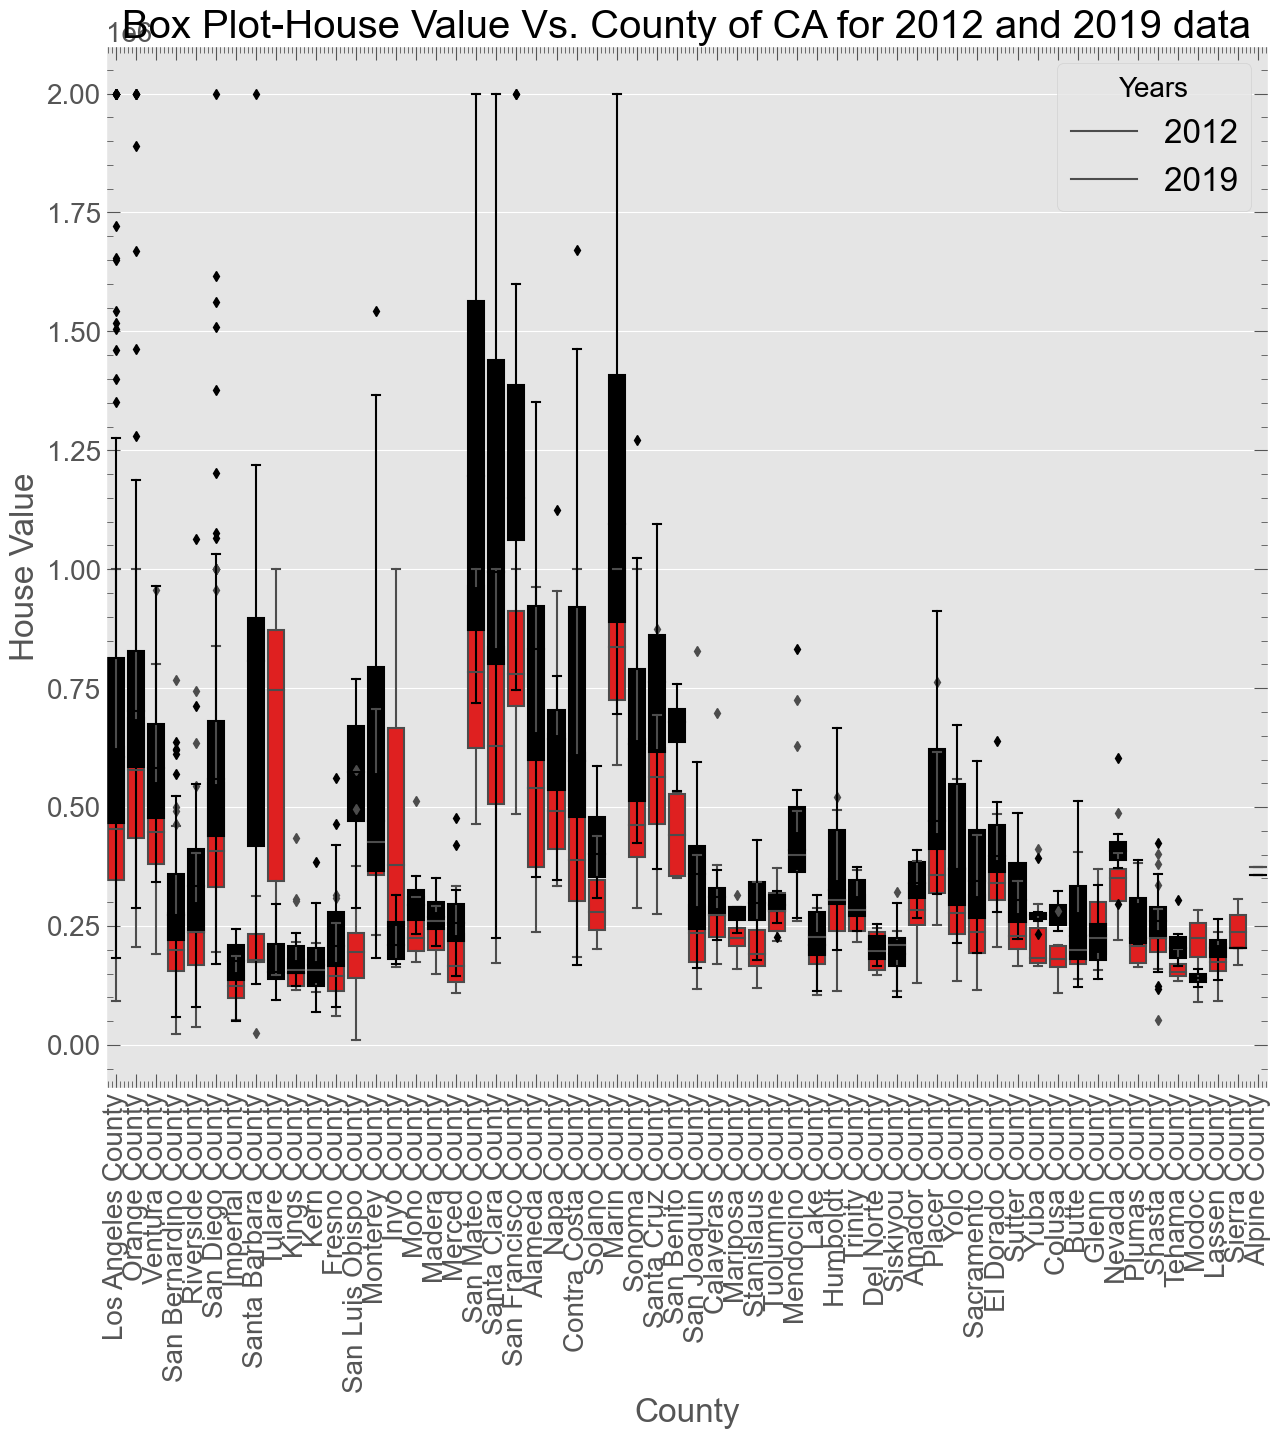 Box Plot-House Value Vs. County of CA for 2012 and 2019 data
1e6
Years
2012
2019
2.00
1.75
1.50
1.25
1.00
0.75
0.50
0.25
0.00
House Value
Los Angeles County
Orange County
Ventura County
San Bernardino County
Riverside County
San Diego County
Imperial County
Santa Barbara County
Tulare County
Kings County
Kern County
Fresno County
San Luis Obispo County
Monterey County
Inyo County
Mono County
Madera County
Merced County
San Mateo County
Santa Clara County
San Francisco County
Alameda County
Napa County
Contra Costa County
Solano County
Marin County
Sonoma County
Santa Cruz County
San Benito County
San Joaquin County
Calaveras County
Mariposa County
Stanislaus County
Tuolumne County
Mendocino County
Lake County
Humboldt County
Trinity County
Del Norte County
Siskiyou County
Amador County
Placer County
Yolo County
Sacramento County
El Dorado County
Sutter County
Yuba County
Colusa County
Butte County
Glenn County
Nevada County
Plumas County
Shasta County
Tehama County
Modoc County
Lassen County
Sierra County
Alpine County
County